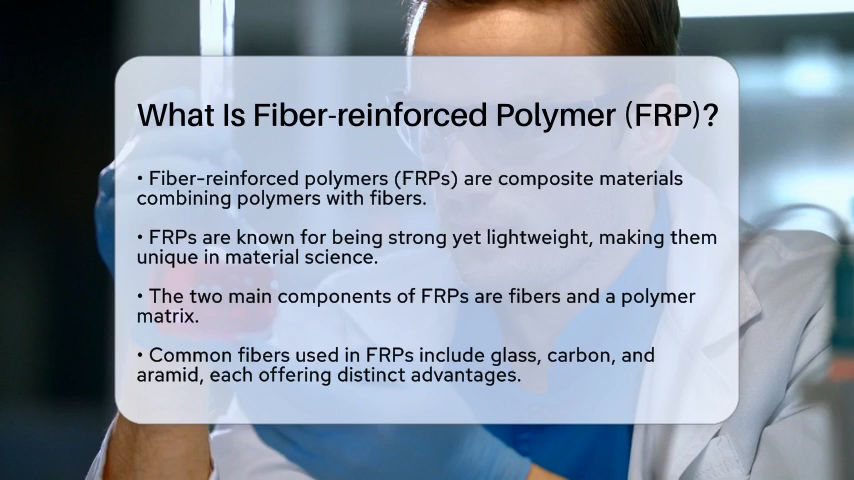 What Is Fiber-reinforced Polymer (FRP)?
• Fiber-reinforced polymers (FRPs) are composite materials
combining polymers with fibers.
• FRPs are known for being strong yet lightweight, making them
unique in material science.
• The two main components of FRPs are fibers and a polymer
matrix.
• Common fibers used in FRPs include glass, carbon, and
aramid, each offering distinct advantages.